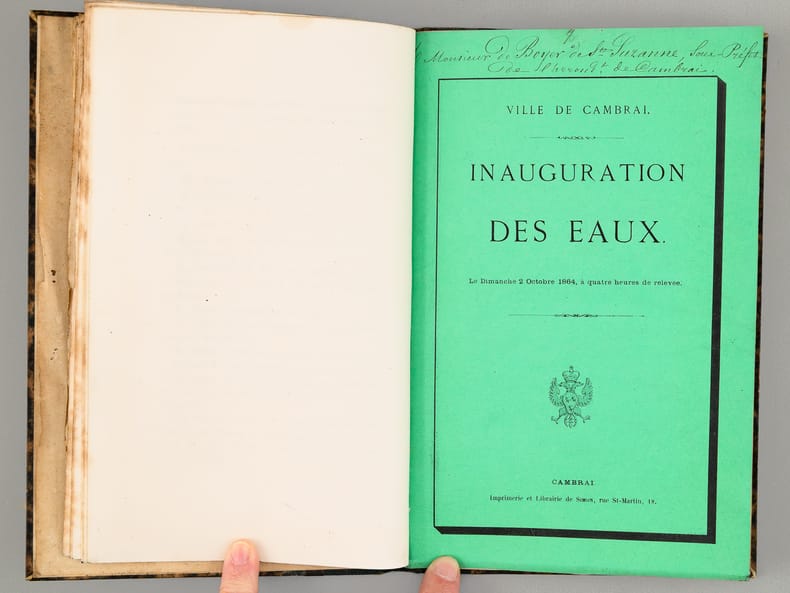 Monsieur de Boyer de Ste Suzanne, Sous-Préfet
de l'arrondt. de Cambrai.
VILLE DE CAMBRAI.
INAUGURATION
DES EAUX.
Le Dimanche 2 Octobre 1864, à quatre heures de relevée.
CAMBRAI
Imprimerie et Librairie de Simon, rue St-Martin, 18.